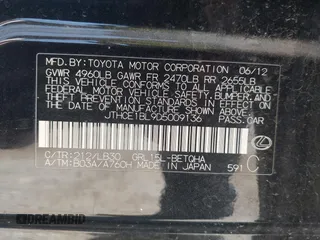 MFD. BY: TOYOTA MOTOR CORPORATION 06/12
GVWR 4960LB GAWR FR 2470LB RR 2655LB
THIS VEHICLE CONFORMS TO ALL APPLICABLE
FEDERAL MOTOR VEHICLE SAFETY,
BUMPER, AND THEFT PREVENTION STANDARDS
IN EFFECT ON THE DATE OF MANUFACTURE
SHOWN ABOVE.
JTHCE1BL9D5009136 PASS.CAR
C/TR: 212/LB30 GRL15L-BETQHA
A/TM: B03A/A760H MADE IN JAPAN 591 C
DREAMBID